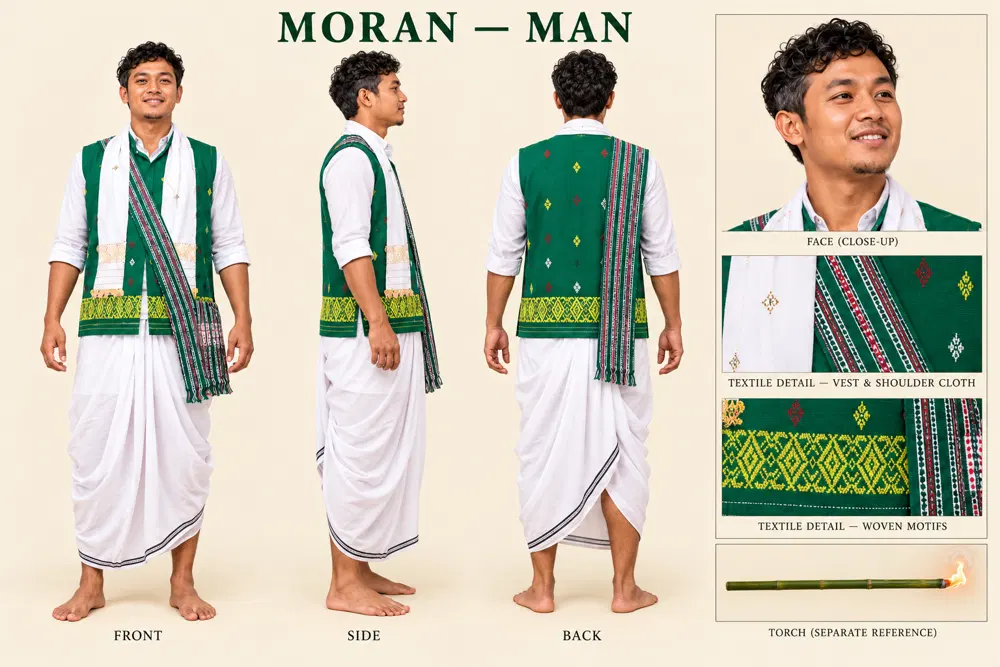 MORAN — MAN
FRONT
SIDE
BACK
FACE (CLOSE-UP)
TEXTILE DETAIL — VEST & SHOULDER CLOTH
TEXTILE DETAIL — WOVEN MOTIFS
TORCH (SEPARATE REFERENCE)